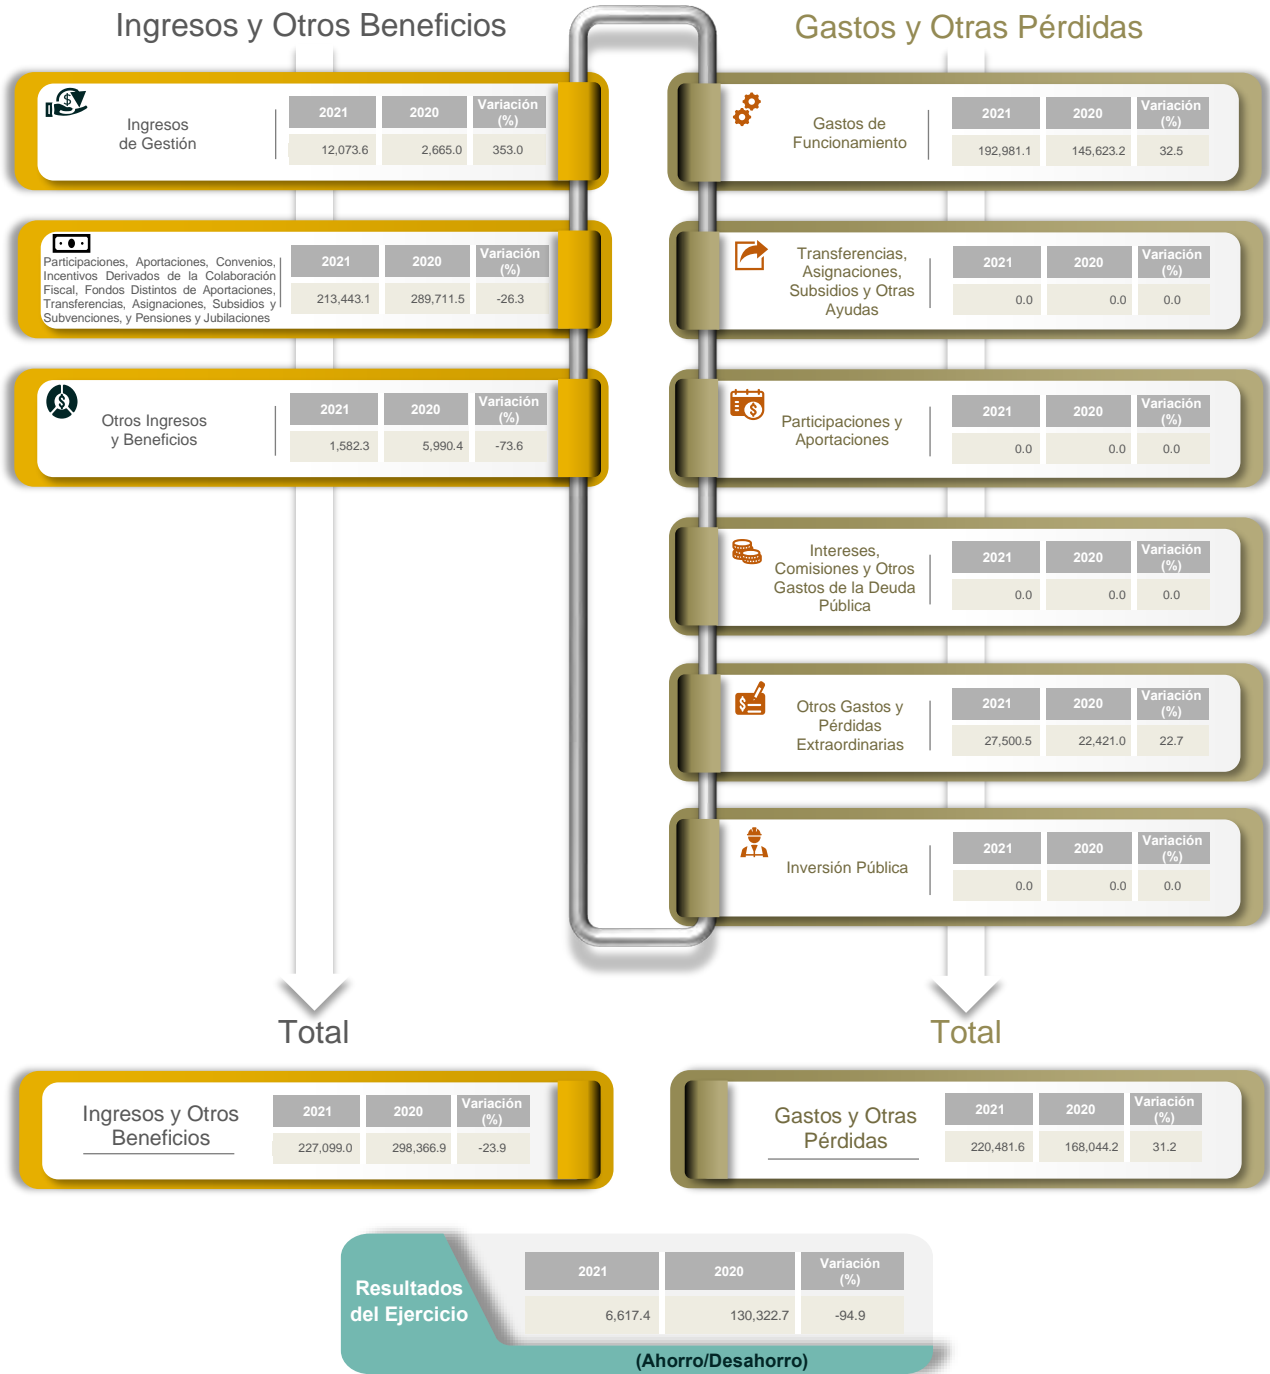 Ingresos y Otros Beneficios
Ingresos
de Gestión
2021 2020 Variación (%)
12,073.6 2,665.0 353.0
Participaciones, Aportaciones, Convenios,
Incentivos Derivados de la Colaboración
Fiscal, Fondos Distintos de Aportaciones,
Transferencias, Asignaciones, Subsidios y
Subvenciones, y Pensiones y Jubilaciones
2021 2020 Variación (%)
213,443.1 289,711.5 -26.3
Otros Ingresos
y Beneficios
2021 2020 Variación (%)
1,582.3 5,990.4 -73.6
Total
Ingresos y Otros
Beneficios
2021 2020 Variación (%)
227,099.0 298,366.9 -23.9
Gastos y Otras Pérdidas
Gastos de
Funcionamiento
2021 2020 Variación (%)
192,981.1 145,623.2 32.5
Transferencias,
Asignaciones,
Subsidios y Otras
Ayudas
2021 2020 Variación (%)
0.0 0.0 0.0
Participaciones y
Aportaciones
2021 2020 Variación (%)
0.0 0.0 0.0
Intereses,
Comisiones y Otros
Gastos de la Deuda
Pública
2021 2020 Variación (%)
0.0 0.0 0.0
Otros Gastos y
Pérdidas
Extraordinarias
2021 2020 Variación (%)
27,500.5 22,421.0 22.7
Inversión Pública
2021 2020 Variación (%)
0.0 0.0 0.0
Total
Gastos y Otras
Pérdidas
2021 2020 Variación (%)
220,481.6 168,044.2 31.2
Resultados
del Ejercicio
2021 2020 Variación (%)
6,617.4 130,322.7 -94.9
(Ahorro/Desahorro)